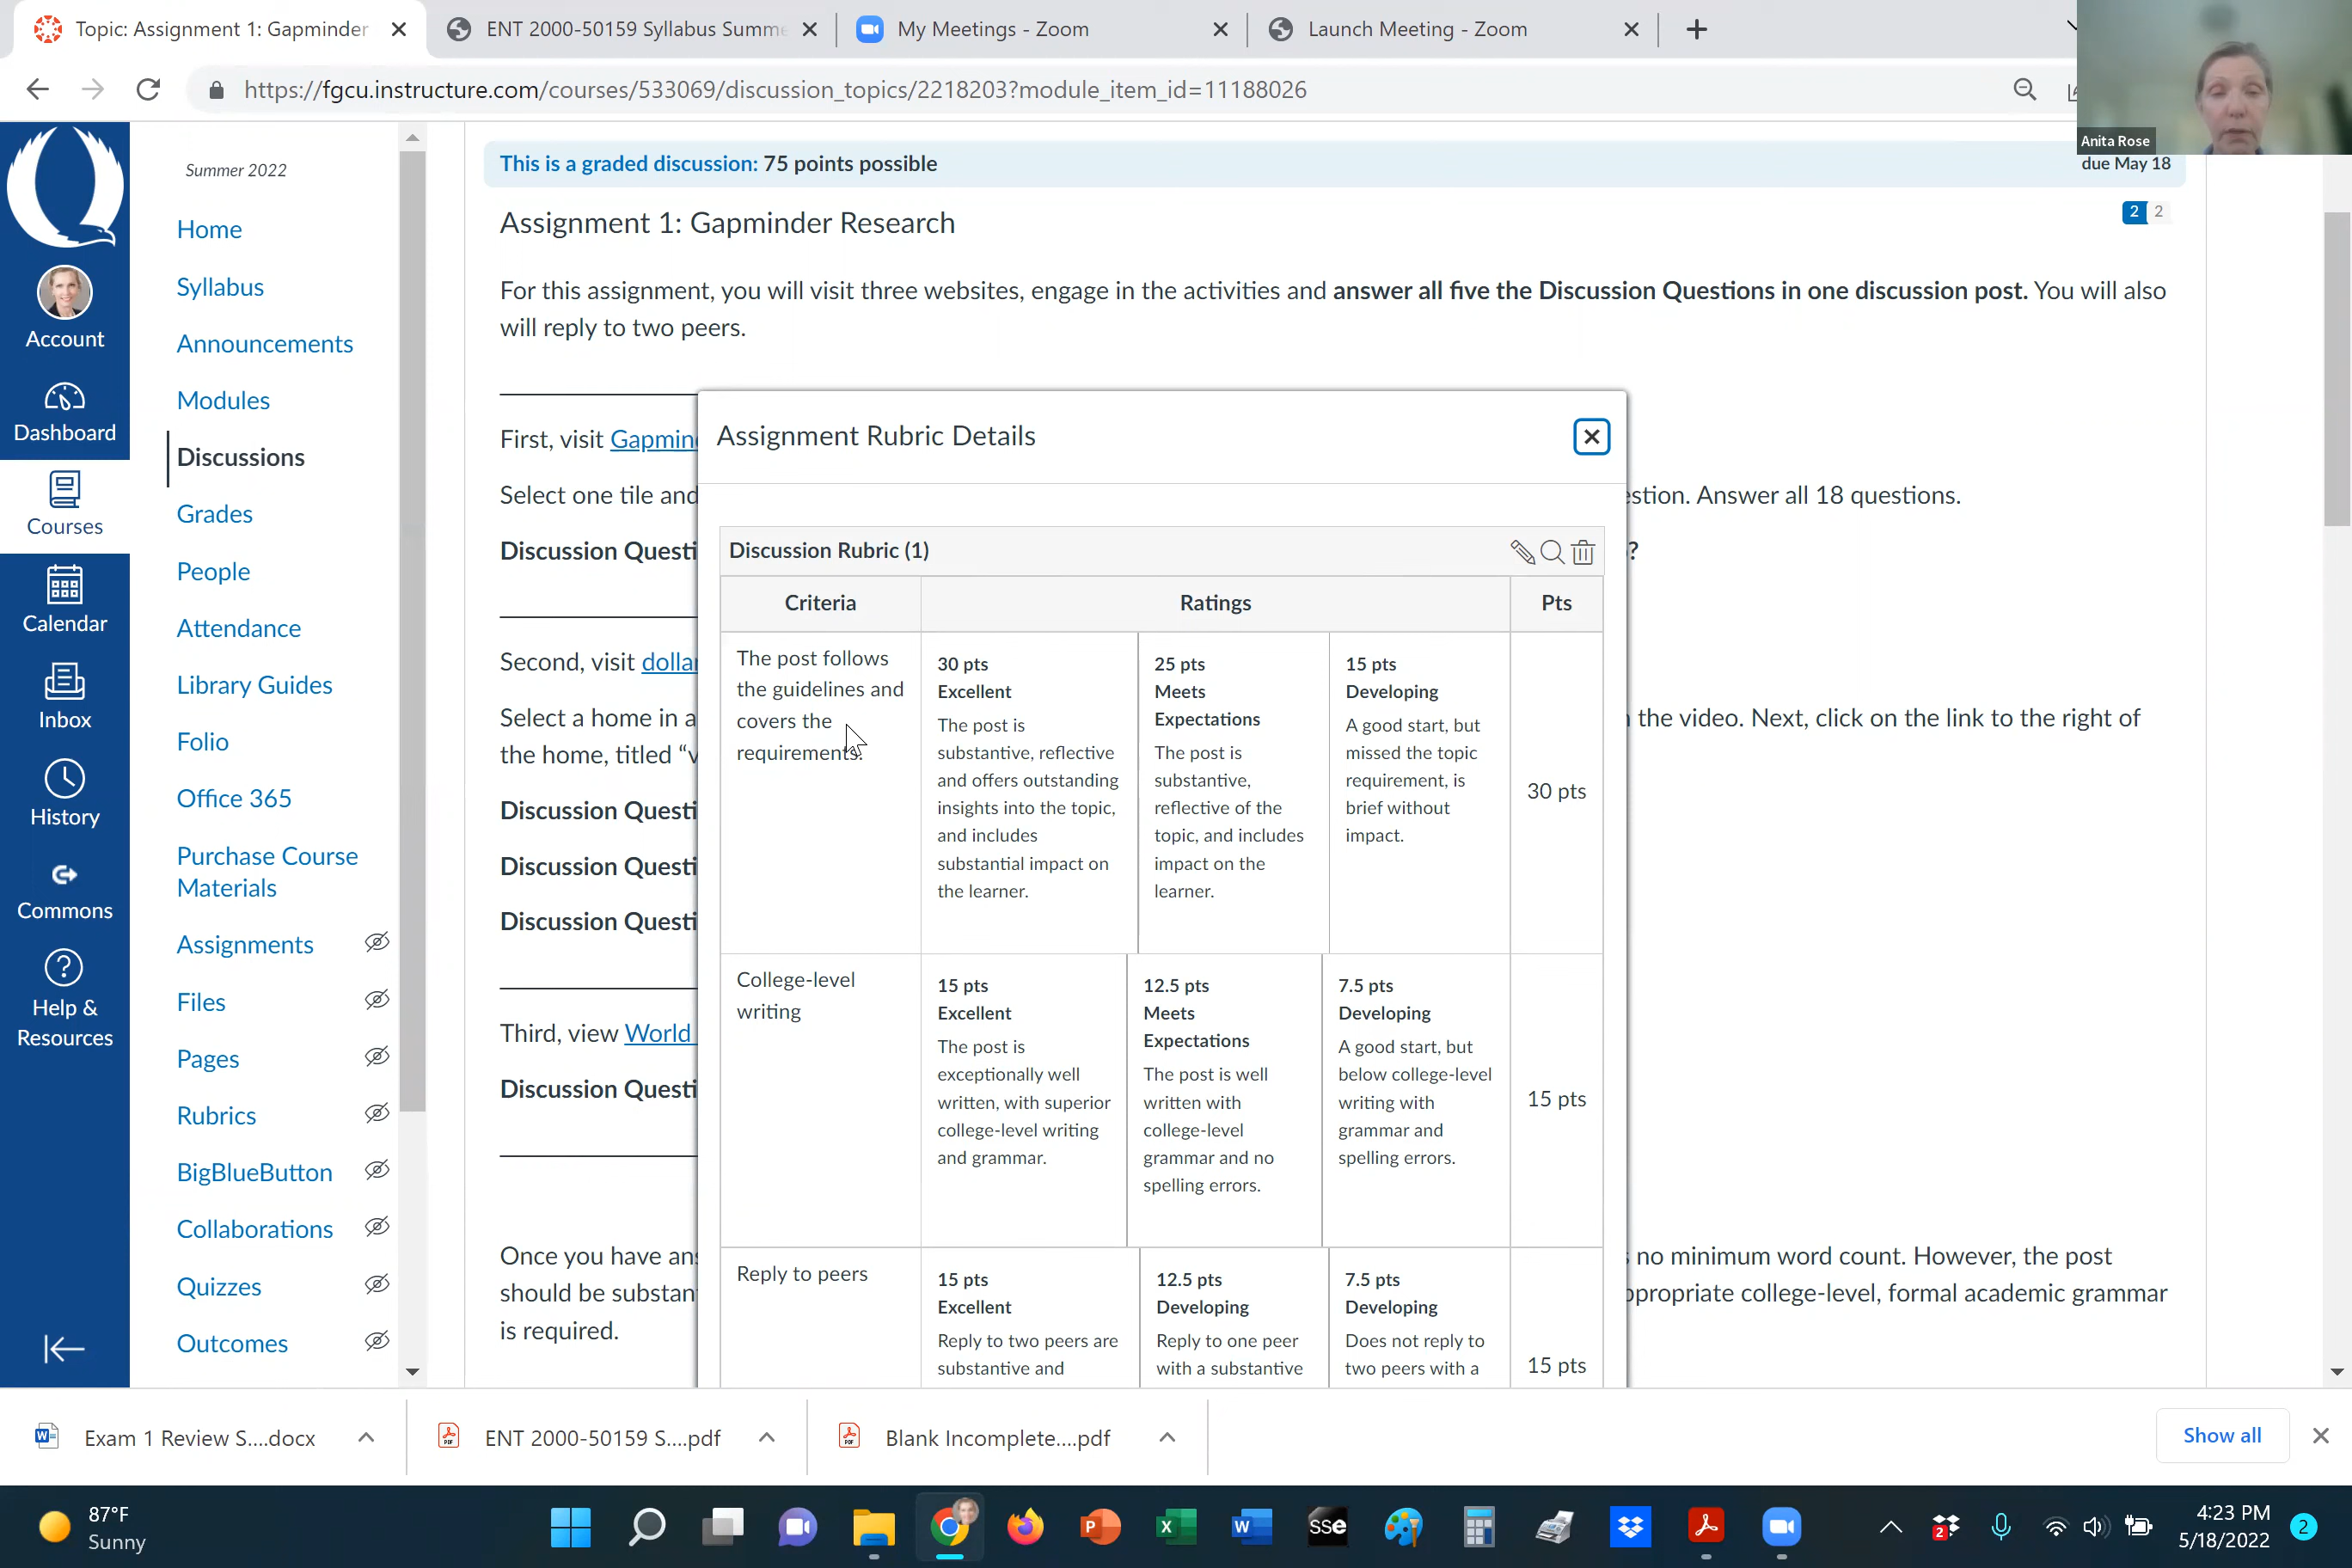 Topic: Assignment 1: Gapminder
ENT 2000-50159 Syllabus Summe
My Meetings - Zoom
Launch Meeting - Zoom
https://fgcu.instructure.com/courses/533069/discussion_topics/2218203?module_item_id=11188026
Anita Rose
Account
Dashboard
Courses
Calendar
Inbox
History
Commons
Help &
Resources
Summer 2022
Home
Syllabus
Announcements
Modules
Discussions
Grades
People
Attendance
Library Guides
Folio
Office 365
Purchase Course
Materials
Assignments
Files
Pages
Rubrics
BigBlueButton
Collaborations
Quizzes
Outcomes
This is a graded discussion: 75 points possible
due May 18
Assignment 1: Gapminder Research
2 2
For this assignment, you will visit three websites, engage in the activities and answer all five the Discussion Questions in one discussion post. You will also
will reply to two peers.
First, visit Gapmin
Select one tile and
estion. Answer all 18 questions.
Discussion Questi
?
Second, visit dolla
Select a home in a
the video. Next, click on the link to the right of
the home, titled “v
Discussion Questi
Discussion Questi
Discussion Questi
Third, view World
Discussion Questi
Once you have an
s no minimum word count. However, the post
should be substan
ppropriate college-level, formal academic grammar
is required.
Assignment Rubric Details
Discussion Rubric (1)
Criteria
Ratings
Pts
The post follows
the guidelines and
covers the
requirements.
30 pts
Excellent
The post is
substantive, reflective
and offers outstanding
insights into the topic,
and includes
substantial impact on
the learner.
25 pts
Meets
Expectations
The post is
substantive,
reflective of the
topic, and includes
impact on the
learner.
15 pts
Developing
A good start, but
missed the topic
requirement, is
brief without
impact.
30 pts
College-level
writing
15 pts
Excellent
The post is
exceptionally well
written, with superior
college-level writing
and grammar.
12.5 pts
Meets
Expectations
The post is well
written with
college-level
grammar and no
spelling errors.
7.5 pts
Developing
A good start, but
below college-level
writing with
grammar and
spelling errors.
15 pts
Reply to peers
15 pts
Excellent
Reply to two peers are
substantive and
12.5 pts
Developing
Reply to one peer
with a substantive
7.5 pts
Developing
Does not reply to
two peers with a
15 pts
Exam 1 Review S....docx
ENT 2000-50159 S....pdf
Blank Incomplete....pdf
Show all
87°F
Sunny
sse
2
4:23 PM
5/18/2022
2